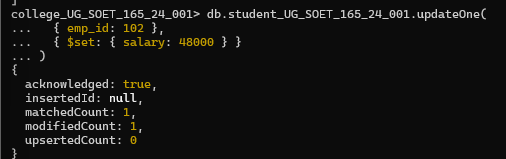 ]
college_UG_SOET_165_24_001> db.student_UG_SOET_165_24_001.updateOne(
...   { emp_id: 102 },
...   { $set: { salary: 48000 } }
... )
{
  acknowledged: true,
  insertedId: null,
  matchedCount: 1,
  modifiedCount: 1,
  upsertedCount: 0
}